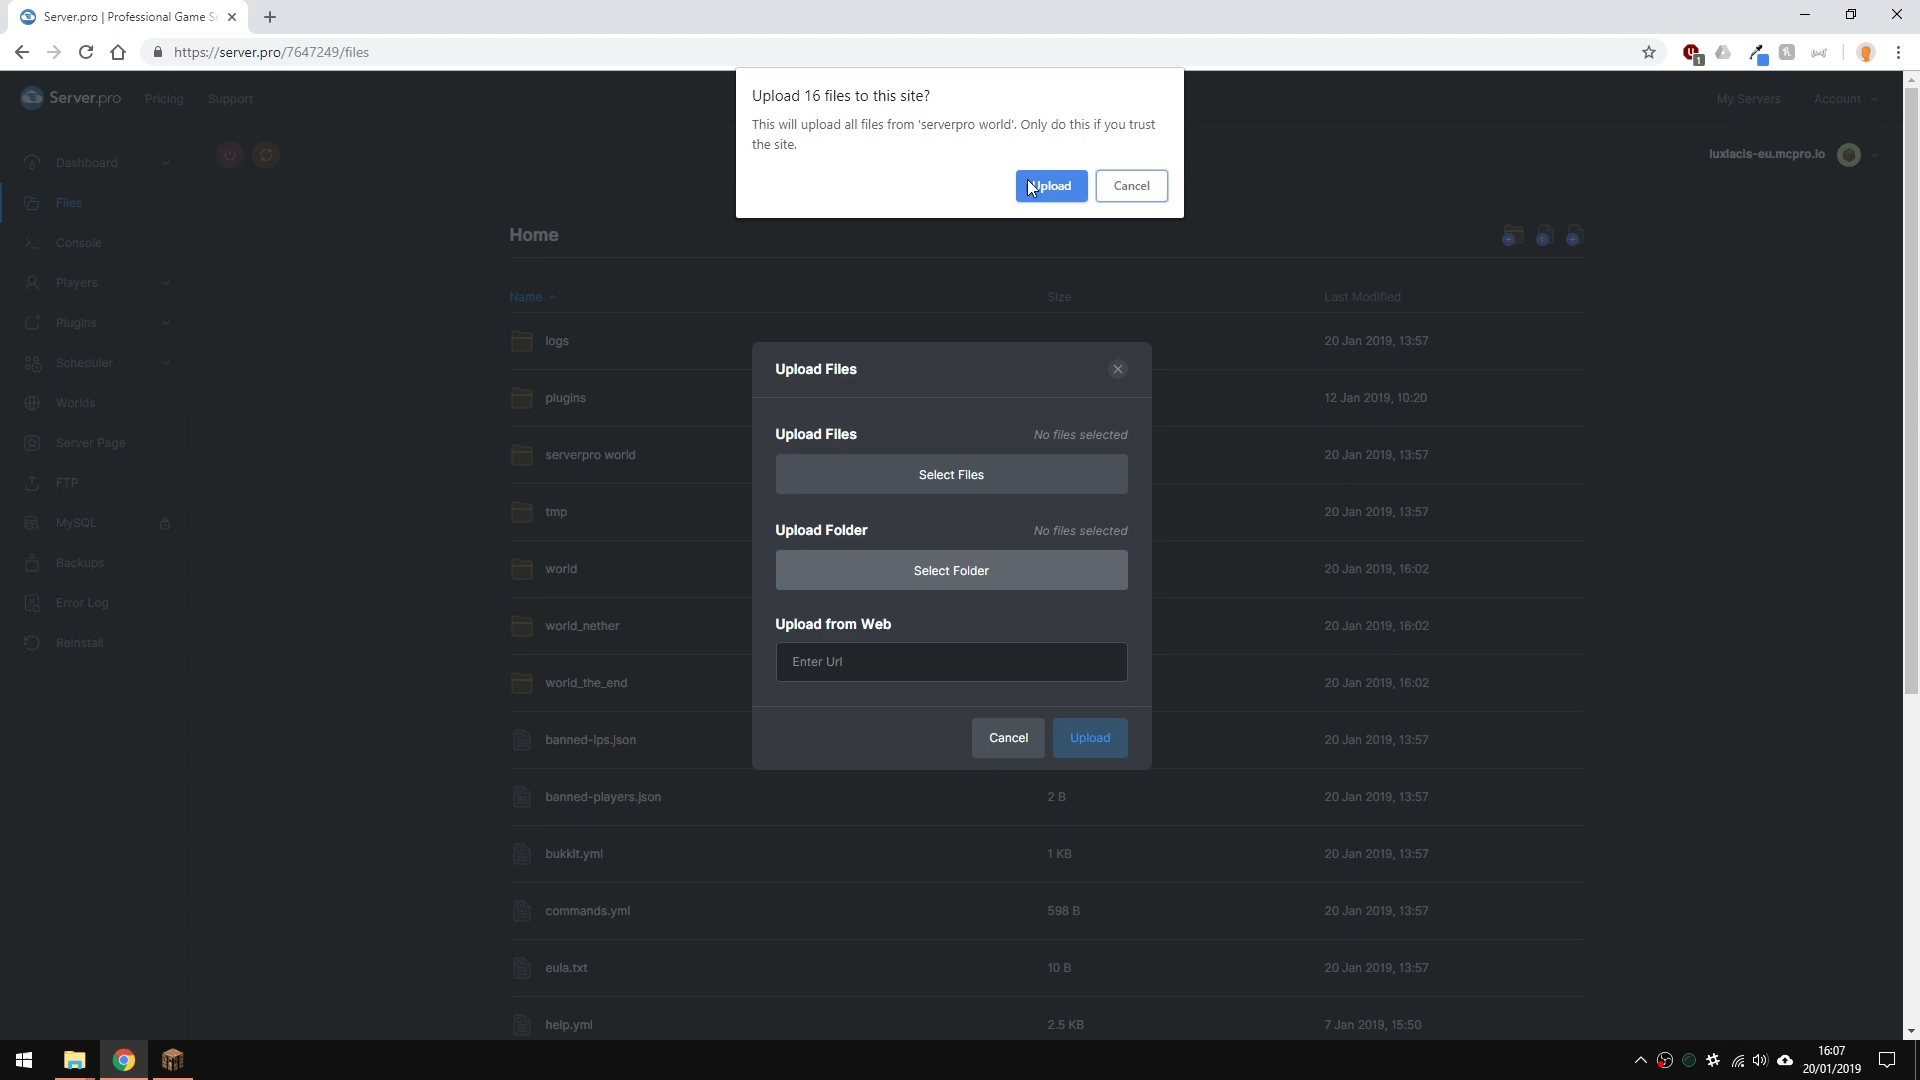 Server.pro | Professional Game Se
https://server.pro/7647249/files
1
Upload 16 files to this site?
This will upload all files from 'serverpro world'. Only do this if you trust
the site.
Upload
Cancel
Server.pro
Pricing
Support
My Servers
Account
luxlacis-eu.mcpro.io
Dashboard
Files
Console
Players
Plugins
Scheduler
Worlds
Server Page
FTP
MySQL
Backups
Error Log
Reinstall
Home
Name
Size
Last Modified
logs
20 Jan 2019, 13:57
plugins
12 Jan 2019, 10:20
serverpro world
20 Jan 2019, 13:57
tmp
20 Jan 2019, 13:57
world
20 Jan 2019, 16:02
world_nether
20 Jan 2019, 16:02
world_the_end
20 Jan 2019, 16:02
banned-ips.json
20 Jan 2019, 13:57
banned-players.json
2 B
20 Jan 2019, 13:57
bukkit.yml
1 KB
20 Jan 2019, 13:57
commands.yml
598 B
20 Jan 2019, 13:57
eula.txt
10 B
20 Jan 2019, 13:57
help.yml
2.5 KB
7 Jan 2019, 15:50
Upload Files
Upload Files
No files selected
Select Files
Upload Folder
No files selected
Select Folder
Upload from Web
Enter Url
Cancel
Upload
16:07
20/01/2019